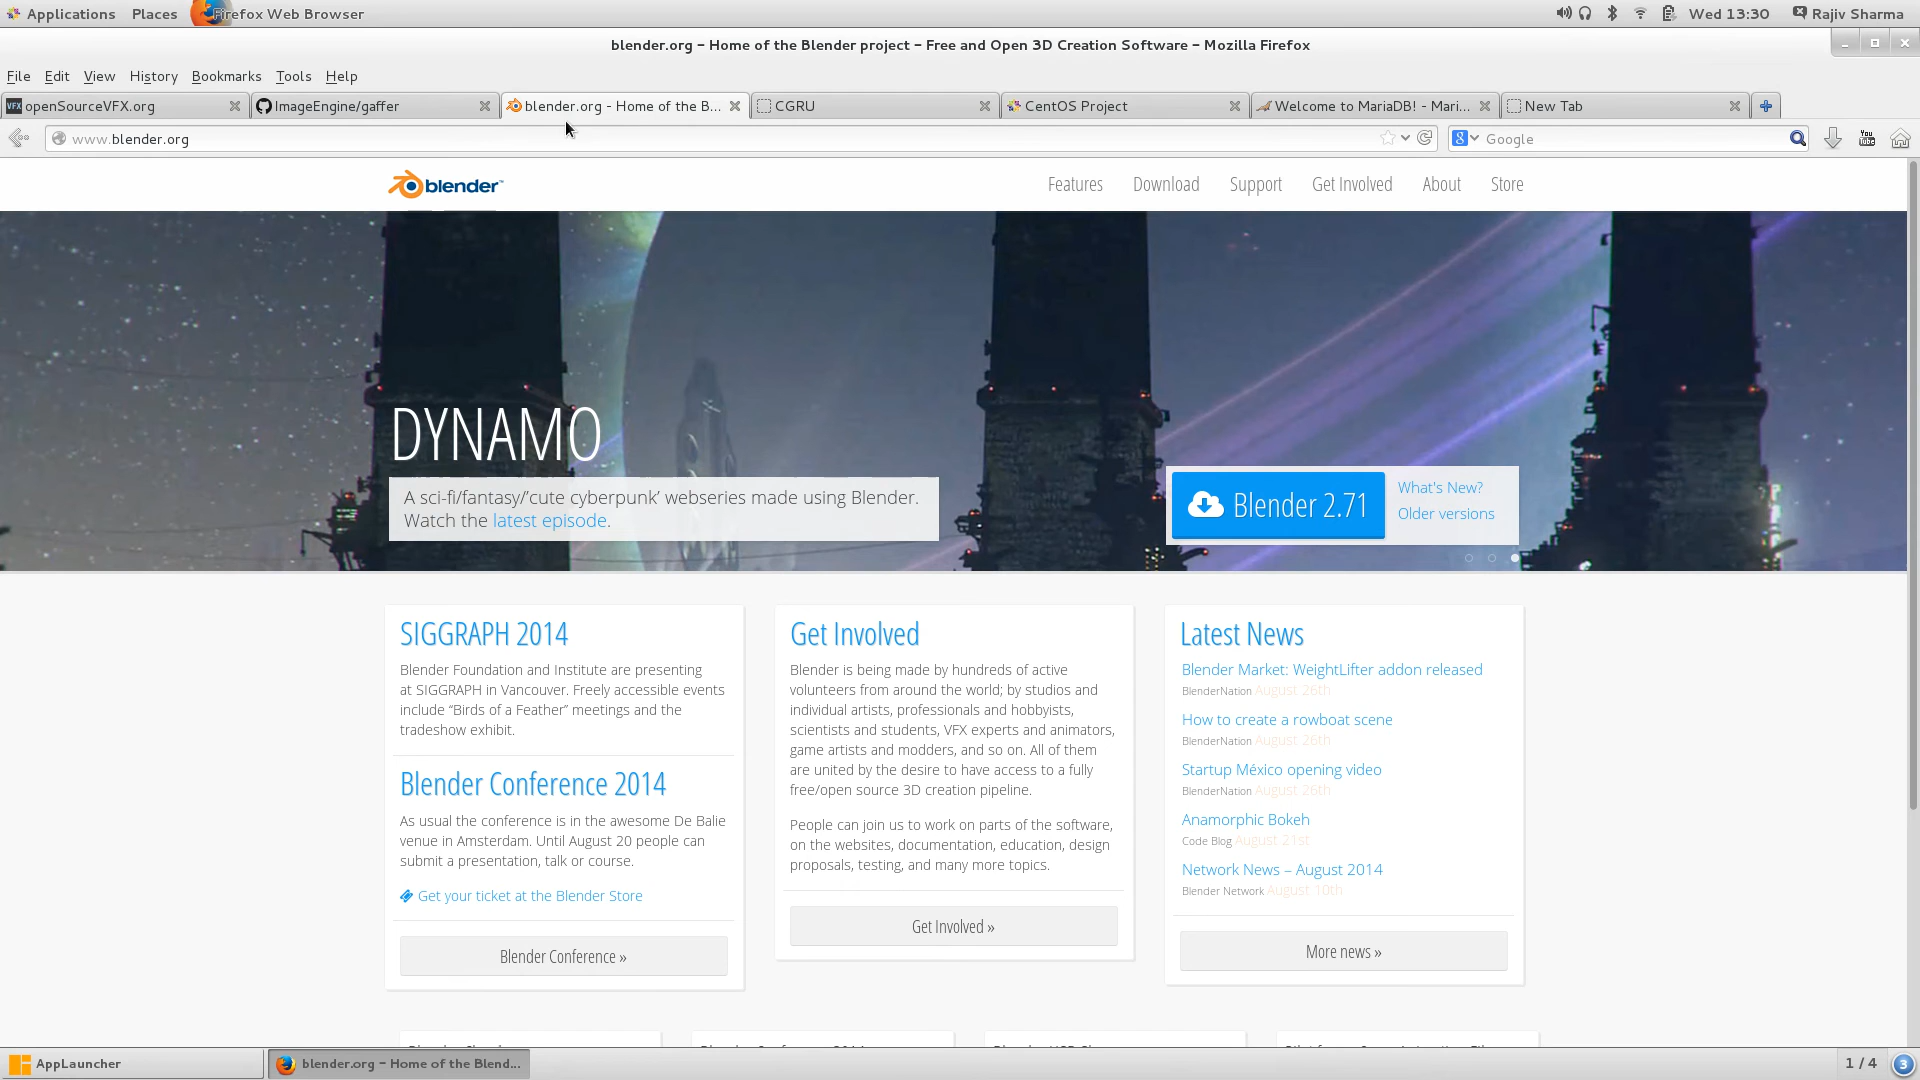 Applications Places Firefox Web Browser Wed 13:30 Rajiv Sharma
blender.org – Home of the Blender project – Free and Open 3D Creation Software – Mozilla Firefox
File Edit View History Bookmarks Tools Help
VFX openSourceVFX.org ImageEngine/gaffer blender.org - Home of the B... CGRU CentOS Project Welcome to MariaDB! - Mari... New Tab
www.blender.org 8 Google You Tube
blender™ Features Download Support Get Involved About Store
DYNAMO
A sci-fi/fantasy/'cute cyberpunk' webseries made using Blender.
Watch the latest episode.
Blender 2.71
What's New?
Older versions
SIGGRAPH 2014
Blender Foundation and Institute are presenting
at SIGGRAPH in Vancouver. Freely accessible events
include “Birds of a Feather” meetings and the
tradeshow exhibit.
Blender Conference 2014
As usual the conference is in the awesome De Balie
venue in Amsterdam. Until August 20 people can
submit a presentation, talk or course.
Get your ticket at the Blender Store
Blender Conference »
Get Involved
Blender is being made by hundreds of active
volunteers from around the world; by studios and
individual artists, professionals and hobbyists,
scientists and students, VFX experts and animators,
game artists and modders, and so on. All of them
are united by the desire to have access to a fully
free/open source 3D creation pipeline.
People can join us to work on parts of the software,
on the websites, documentation, education, design
proposals, testing, and many more topics.
Get Involved »
Latest News
Blender Market: WeightLifter addon released
BlenderNation August 26th
How to create a rowboat scene
BlenderNation August 26th
Startup México opening video
BlenderNation August 26th
Anamorphic Bokeh
Code Blog August 21st
Network News – August 2014
Blender Network August 10th
More news »
AppLauncher blender.org – Home of the Blend... 1 / 4 3